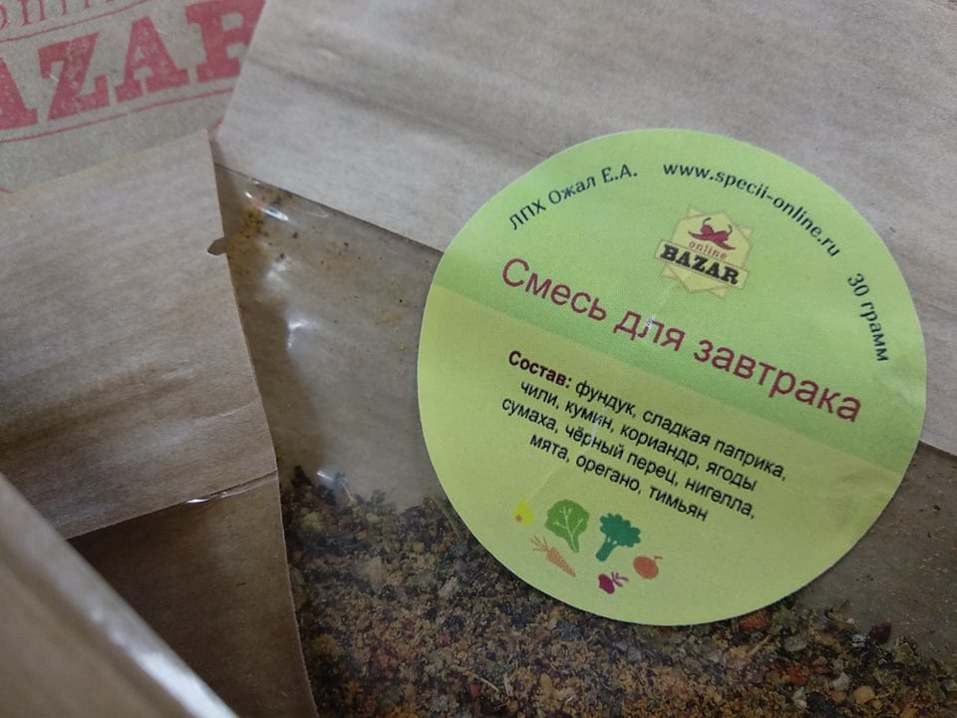 AZAR
ЛПХ Ожал Е.А. www.specii-online.ru 30 грамм
online
BAZAR
Смесь для завтрака
Состав: фундук, сладкая паприка,
чили, кумин, кориандр, ягоды
сумаха, чёрный перец, нигелла,
мята, орегано, тимьян